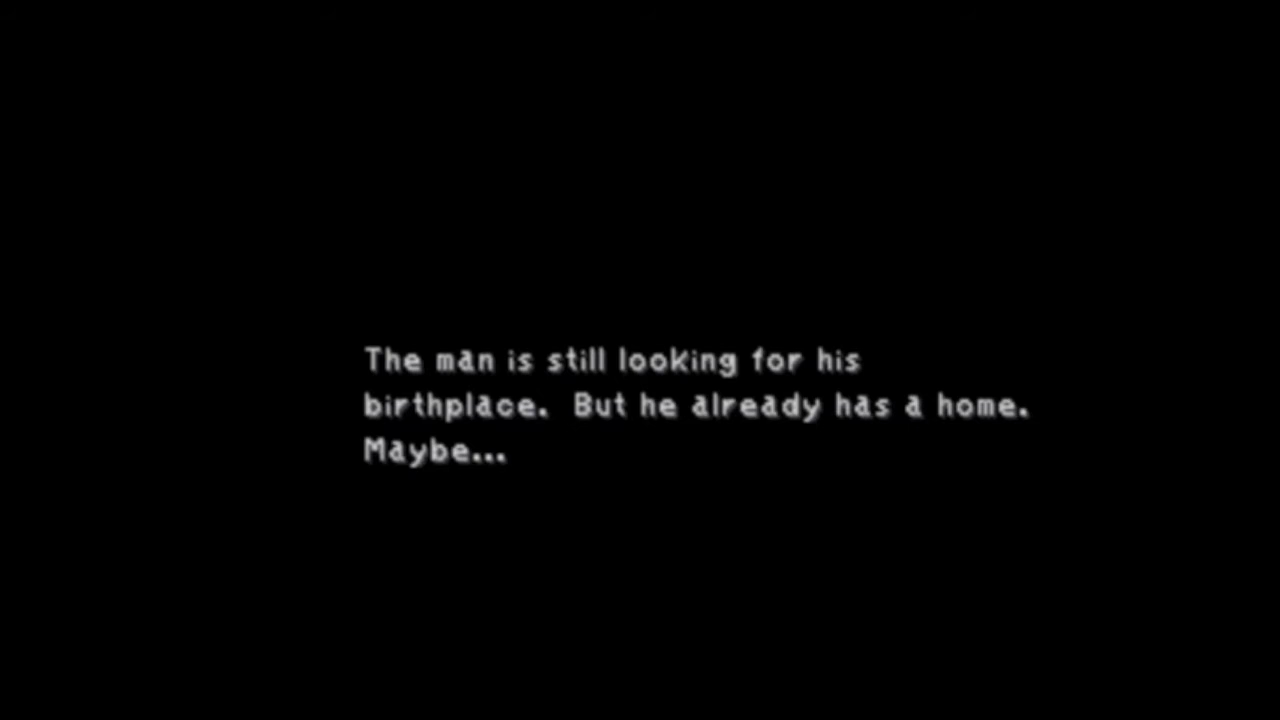 The man is still looking for his
birthplace.  But he already has a home.
Maybe...